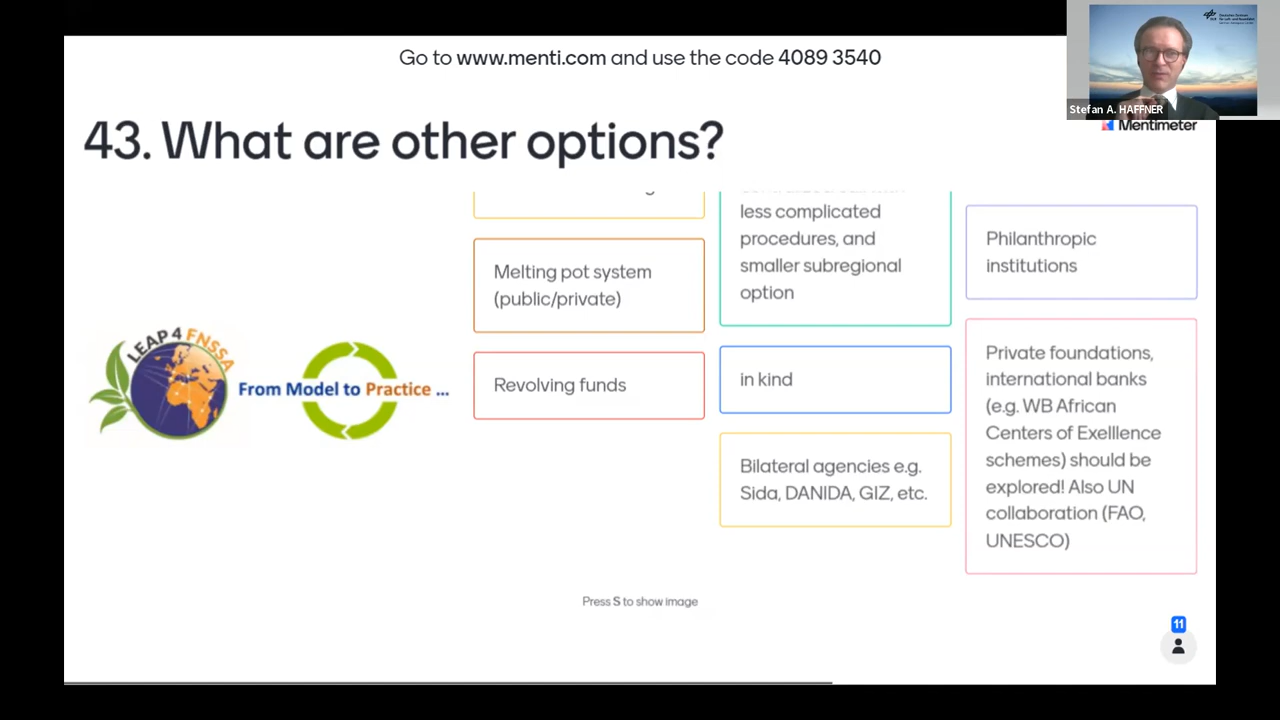 Go to www.menti.com and use the code 4089 3540
Stefan A. HAFFNER
Mentimeter
43. What are other options?
LEAP 4 FNSSA
From Model to Practice ...
Melting pot system
(public/private)
Revolving funds
less complicated
procedures, and
smaller subregional
option
in kind
Bilateral agencies e.g.
Sida, DANIDA, GIZ, etc.
Philanthropic
institutions
Private foundations,
international banks
(e.g. WB African
Centers of Exelllence
schemes) should be
explored! Also UN
collaboration (FAO,
UNESCO)
Press S to show image
11